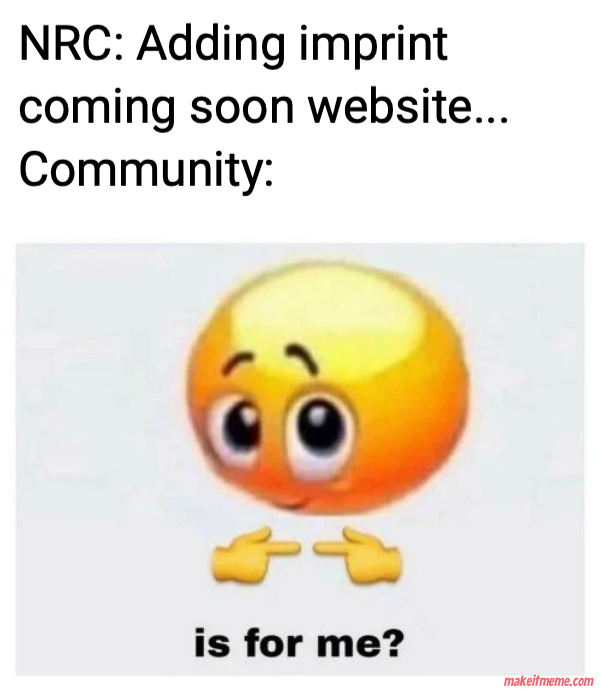 NRC: Adding imprint
coming soon website...
Community:
is for me?
makeitmeme.com